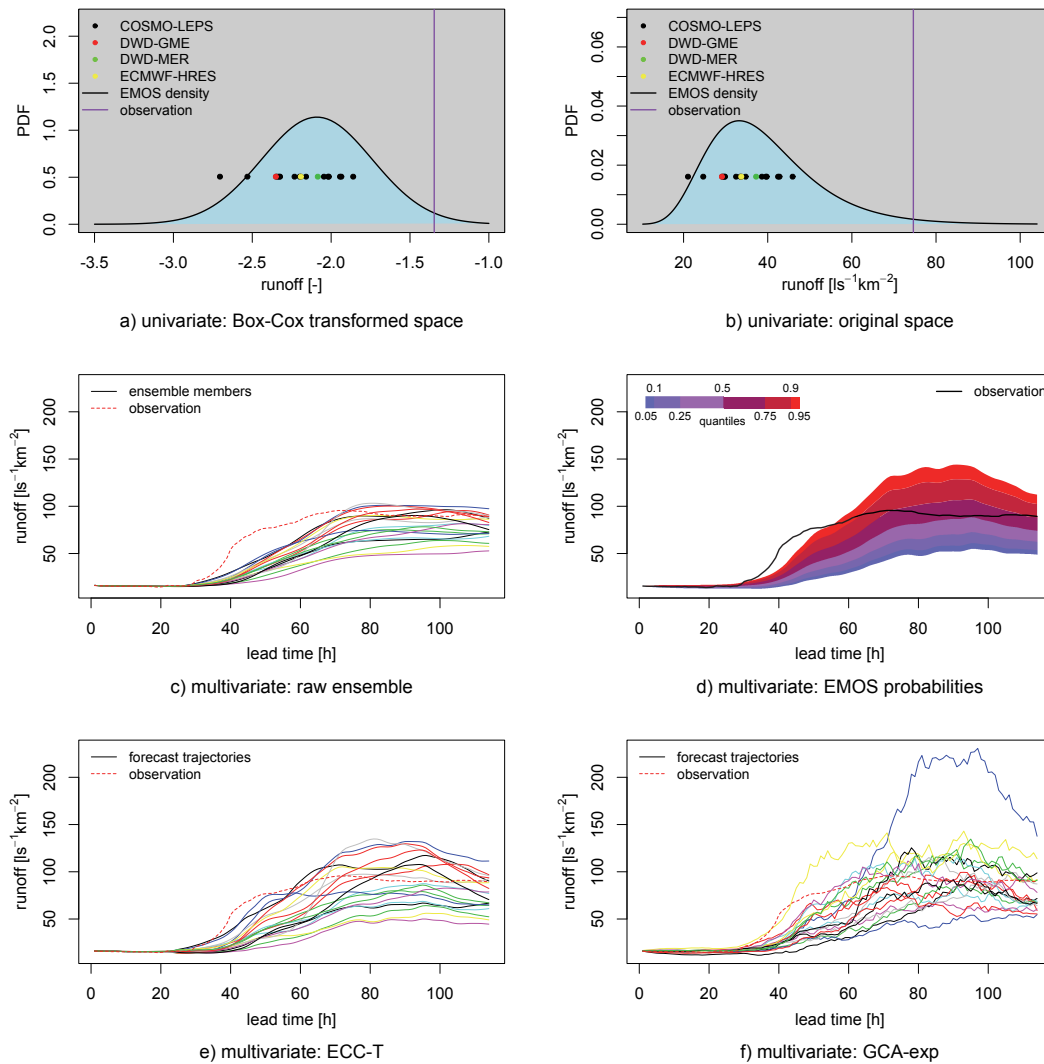 COSMO-LEPS
DWD-GME
DWD-MER
ECMWF-HRES
EMOS density
observation
PDF
0.0 0.5 1.0 1.5 2.0
-3.5 -3.0 -2.5 -2.0 -1.5 -1.0
runoff [-]
a) univariate: Box-Cox transformed space
COSMO-LEPS
DWD-GME
DWD-MER
ECMWF-HRES
EMOS density
observation
PDF
0.00 0.02 0.04 0.06
20 40 60 80 100
runoff [ls⁻¹km⁻²]
b) univariate: original space
ensemble members
observation
runoff [ls⁻¹km⁻²]
50 100 150 200
0 20 40 60 80 100
lead time [h]
c) multivariate: raw ensemble
0.1 0.5 0.9
0.05 0.25 0.75 0.95
quantiles
observation
runoff [ls⁻¹km⁻²]
50 100 150 200
0 20 40 60 80 100
lead time [h]
d) multivariate: EMOS probabilities
forecast trajectories
observation
runoff [ls⁻¹km⁻²]
50 100 150 200
0 20 40 60 80 100
lead time [h]
e) multivariate: ECC-T
forecast trajectories
observation
runoff [ls⁻¹km⁻²]
50 100 150 200
0 20 40 60 80 100
lead time [h]
f) multivariate: GCA-exp